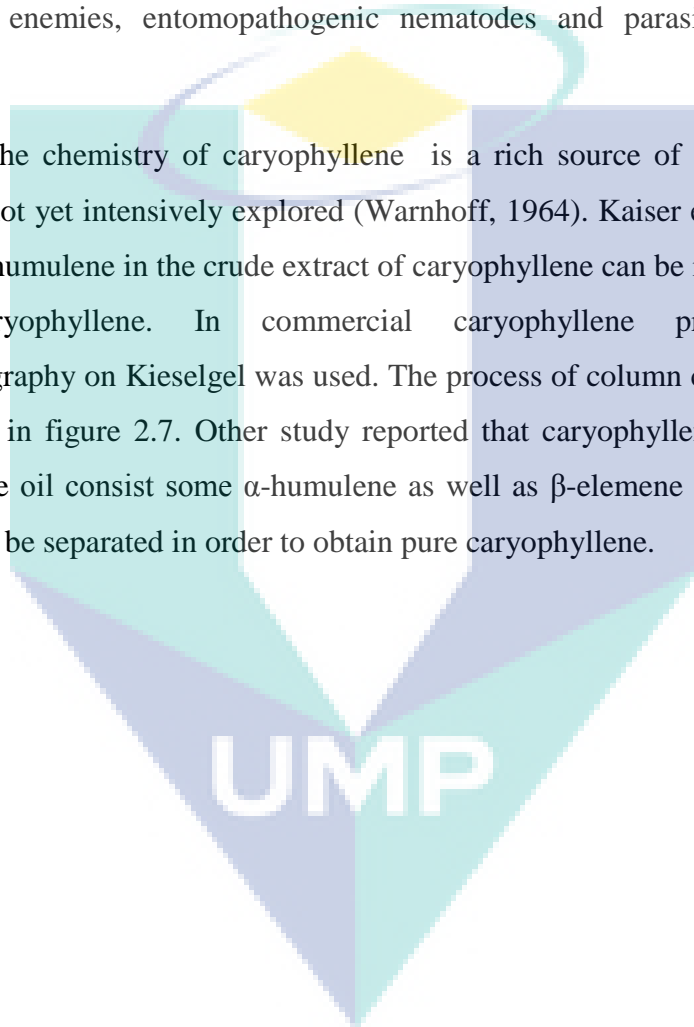 enemies, entomopathogenic nematodes and
he chemistry of caryophyllene is a rich source of
ot yet intensively explored (Warnhoff, 1964). Kaiser
humulene in the crude extract of caryophyllene can be
ryophyllene. In commercial caryophyllene
graphy on Kieselgel was used. The process of column
in figure 2.7. Other study reported that
e oil consist some α-humulene as well as β-elemene
be separated in order to obtain pure caryophyllene.
UMP